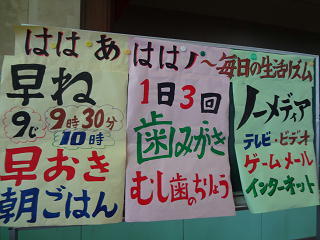 はは あ ははハ~毎日の生活リズム
早ね
9じ 9時30分
10時
早おき
朝ごはん
1日3回
歯みがき
むし歯のちりょう
ノーメディア
テレビ・ビデオ
ゲームメール
インターネット